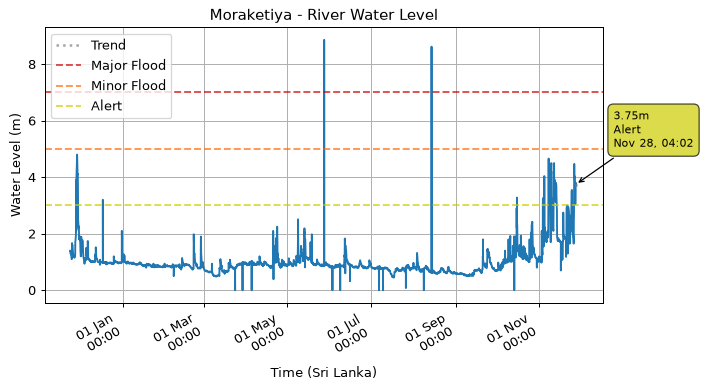 Moraketiya - River Water Level
Trend
Major Flood
Minor Flood
Alert
Water Level (m)
8
6
4
2
0
3.75m
Alert
Nov 28, 04:02
01 Jan
00:00
01 Mar
00:00
01 May
00:00
01 Jul
00:00
01 Sep
00:00
01 Nov
00:00
Time (Sri Lanka)